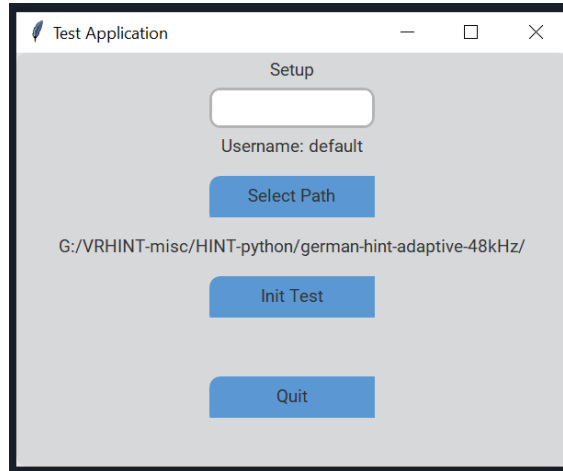 Test Application
Setup
Username: default
Select Path
G:/VRHINT-misc/HINT-python/german-hint-adaptive-48kHz/
Init Test
Quit